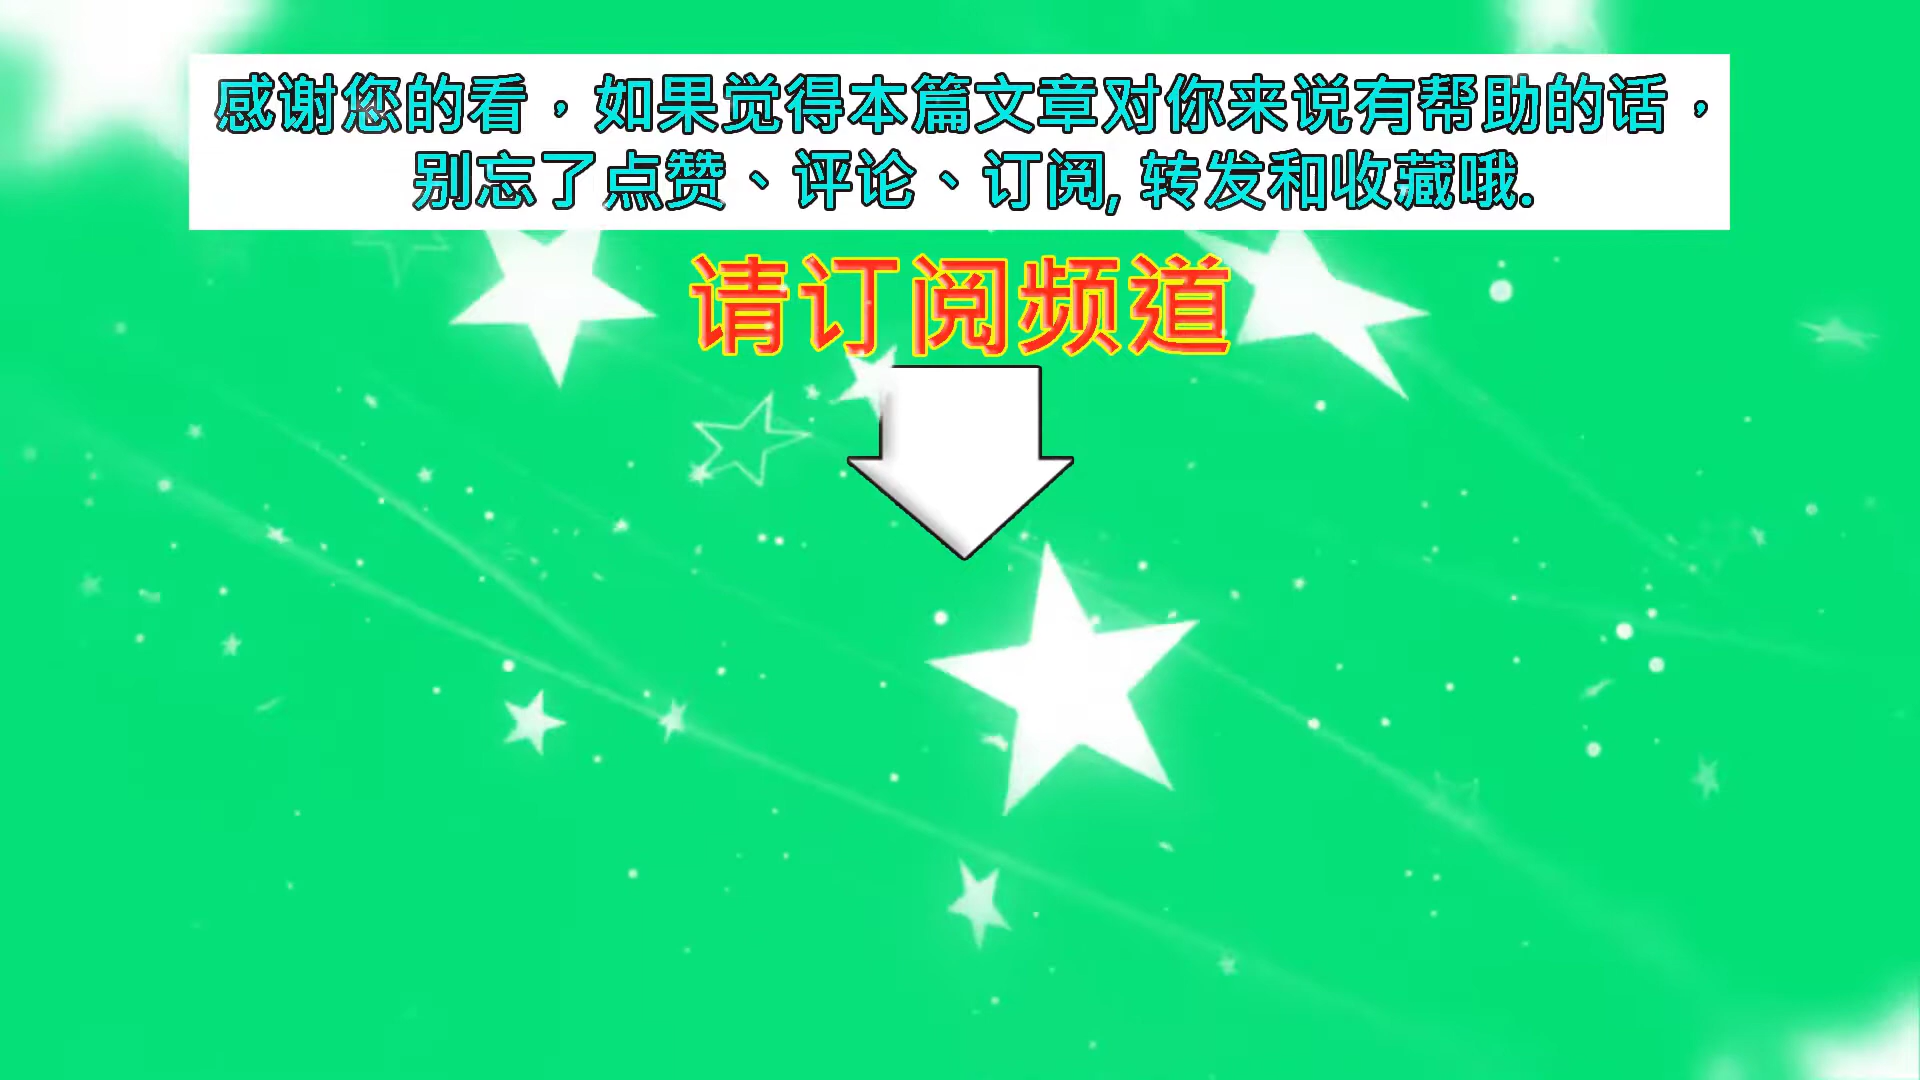 感谢您的看，如果觉得本篇文章对你来说有帮助的话，
别忘了点赞、评论、订阅, 转发和收藏哦.
请订阅频道